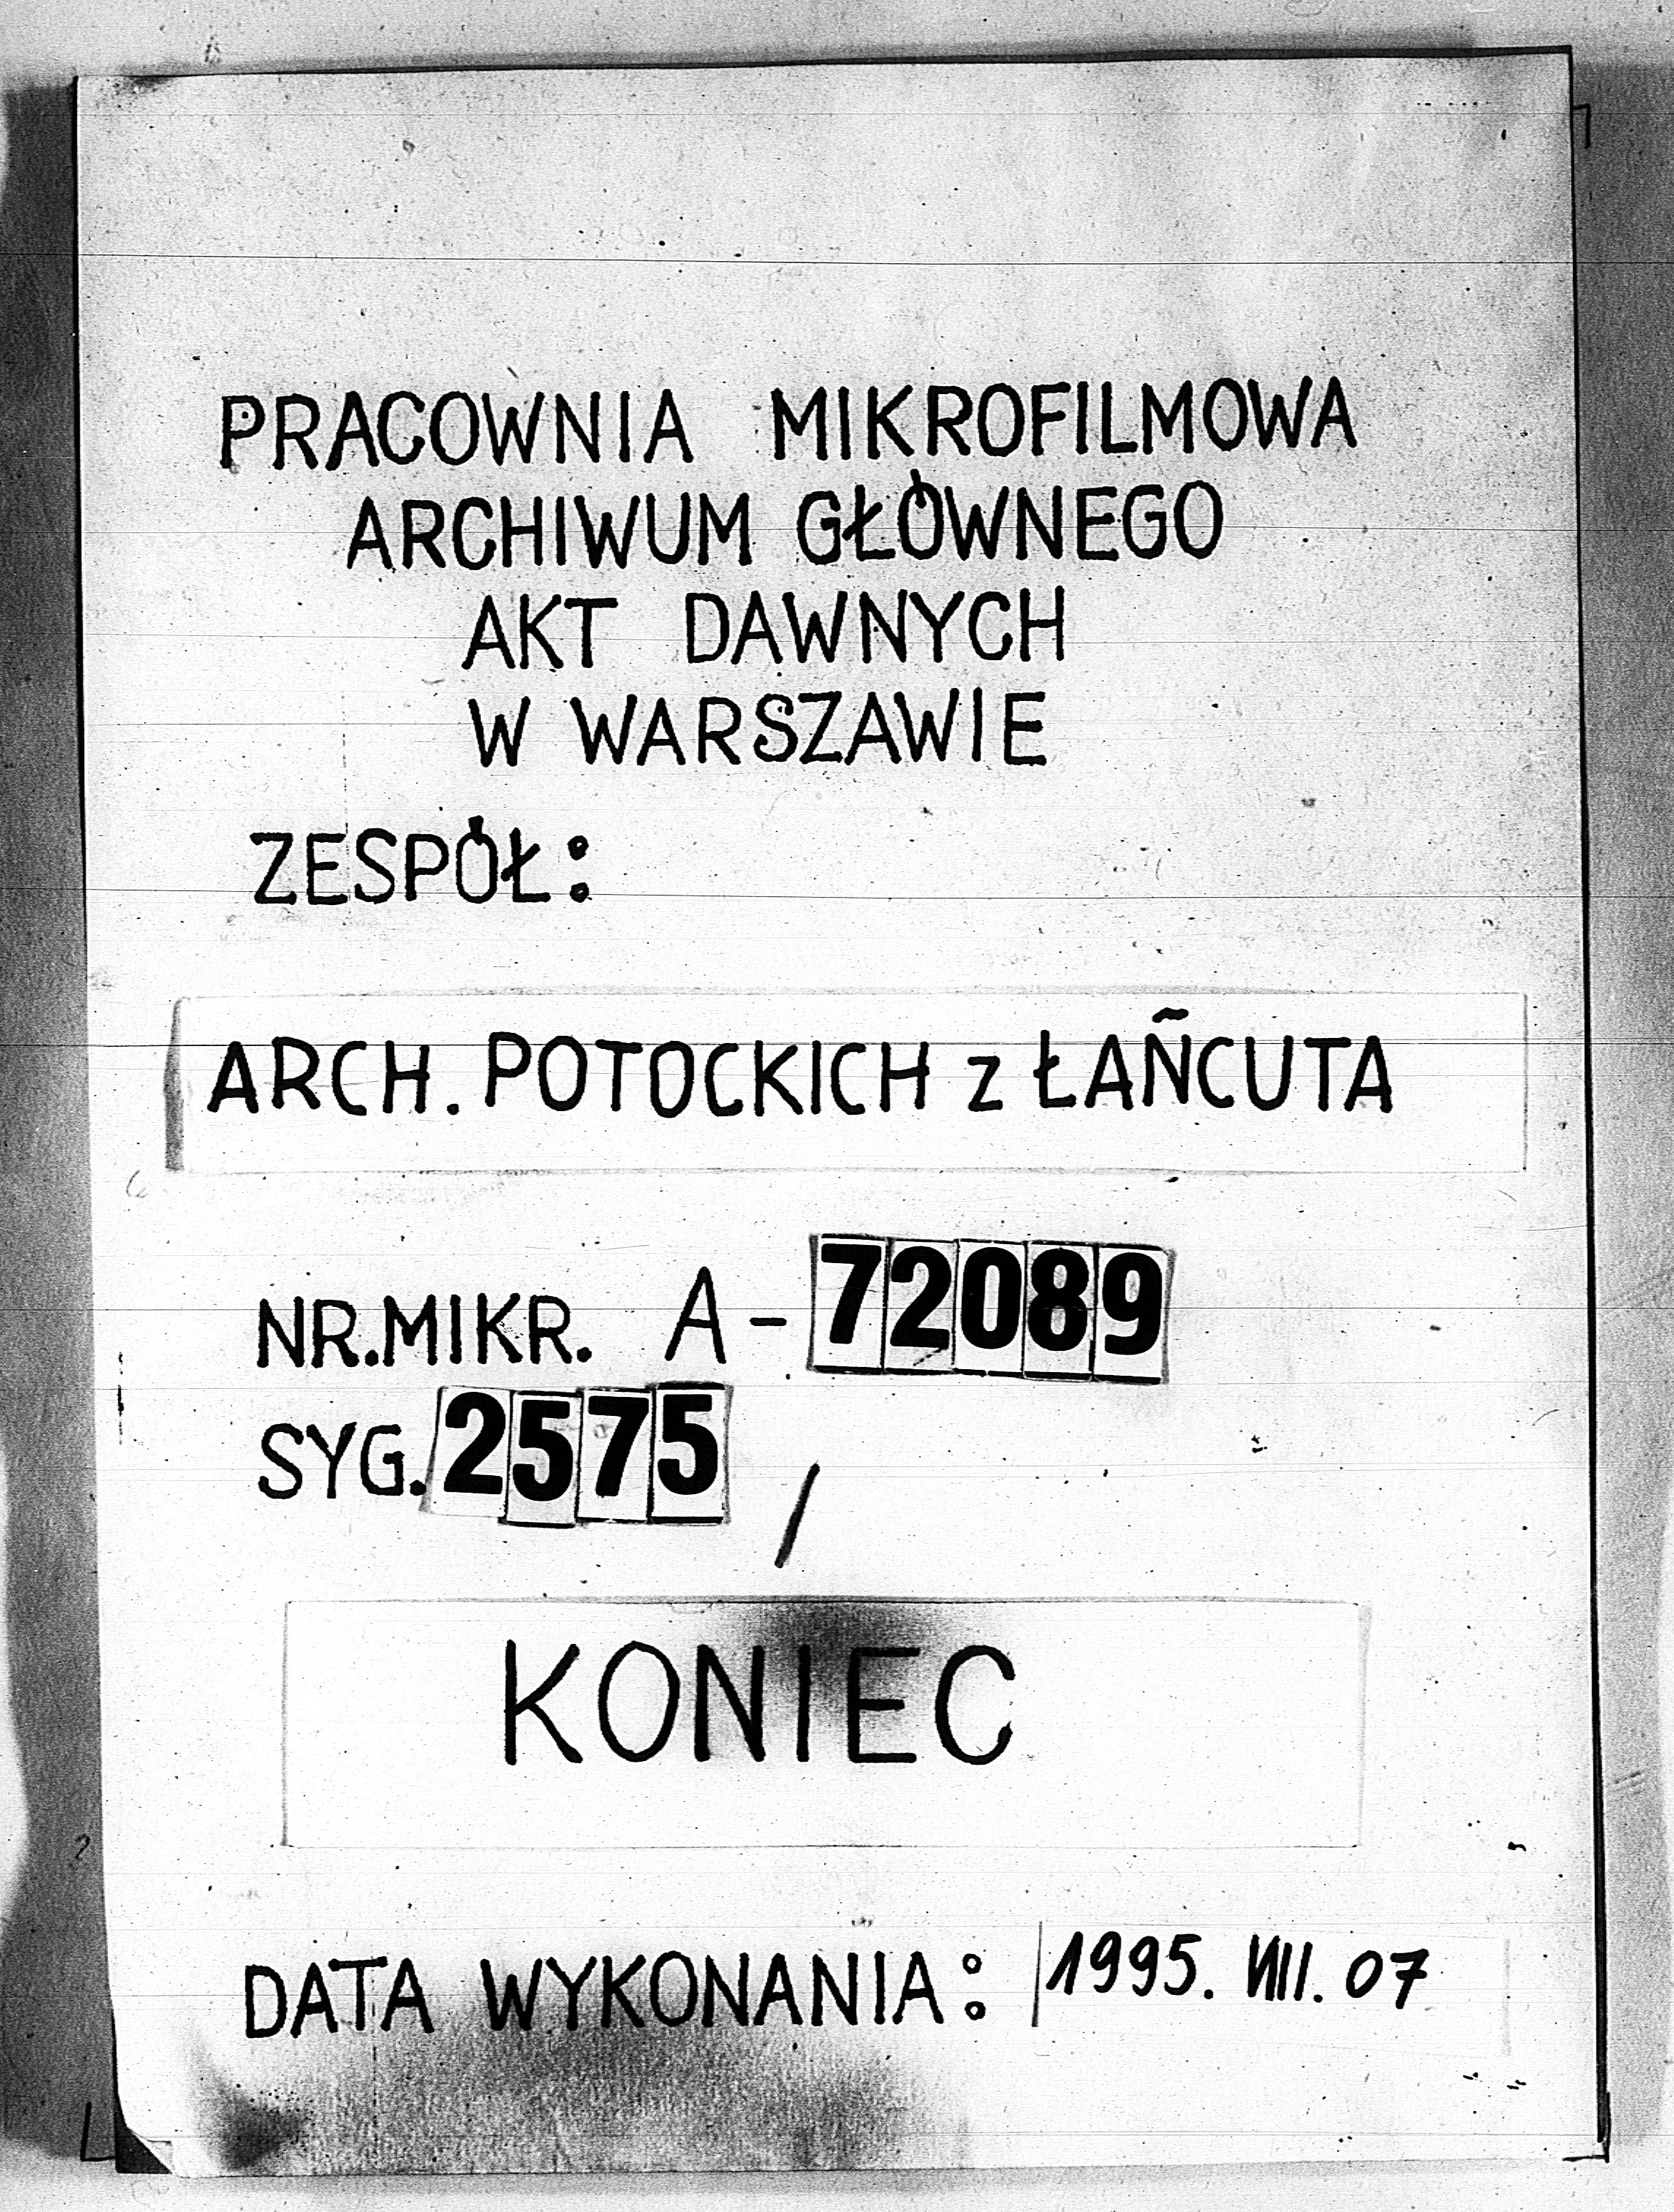 PRACOWNIA MIKROFILMOWA
ARCHIWUM GŁÓWNEGO
AKT DAWNYCH
W WARSZAWIE
ZESPÓŁ:
ARCH. POTOCKICH z ŁAŃCUTA
NR.MIKR. A-72089
SYG. 2575 /
KONIEC
DATA WYKONANIA: 1995. VIII. 07